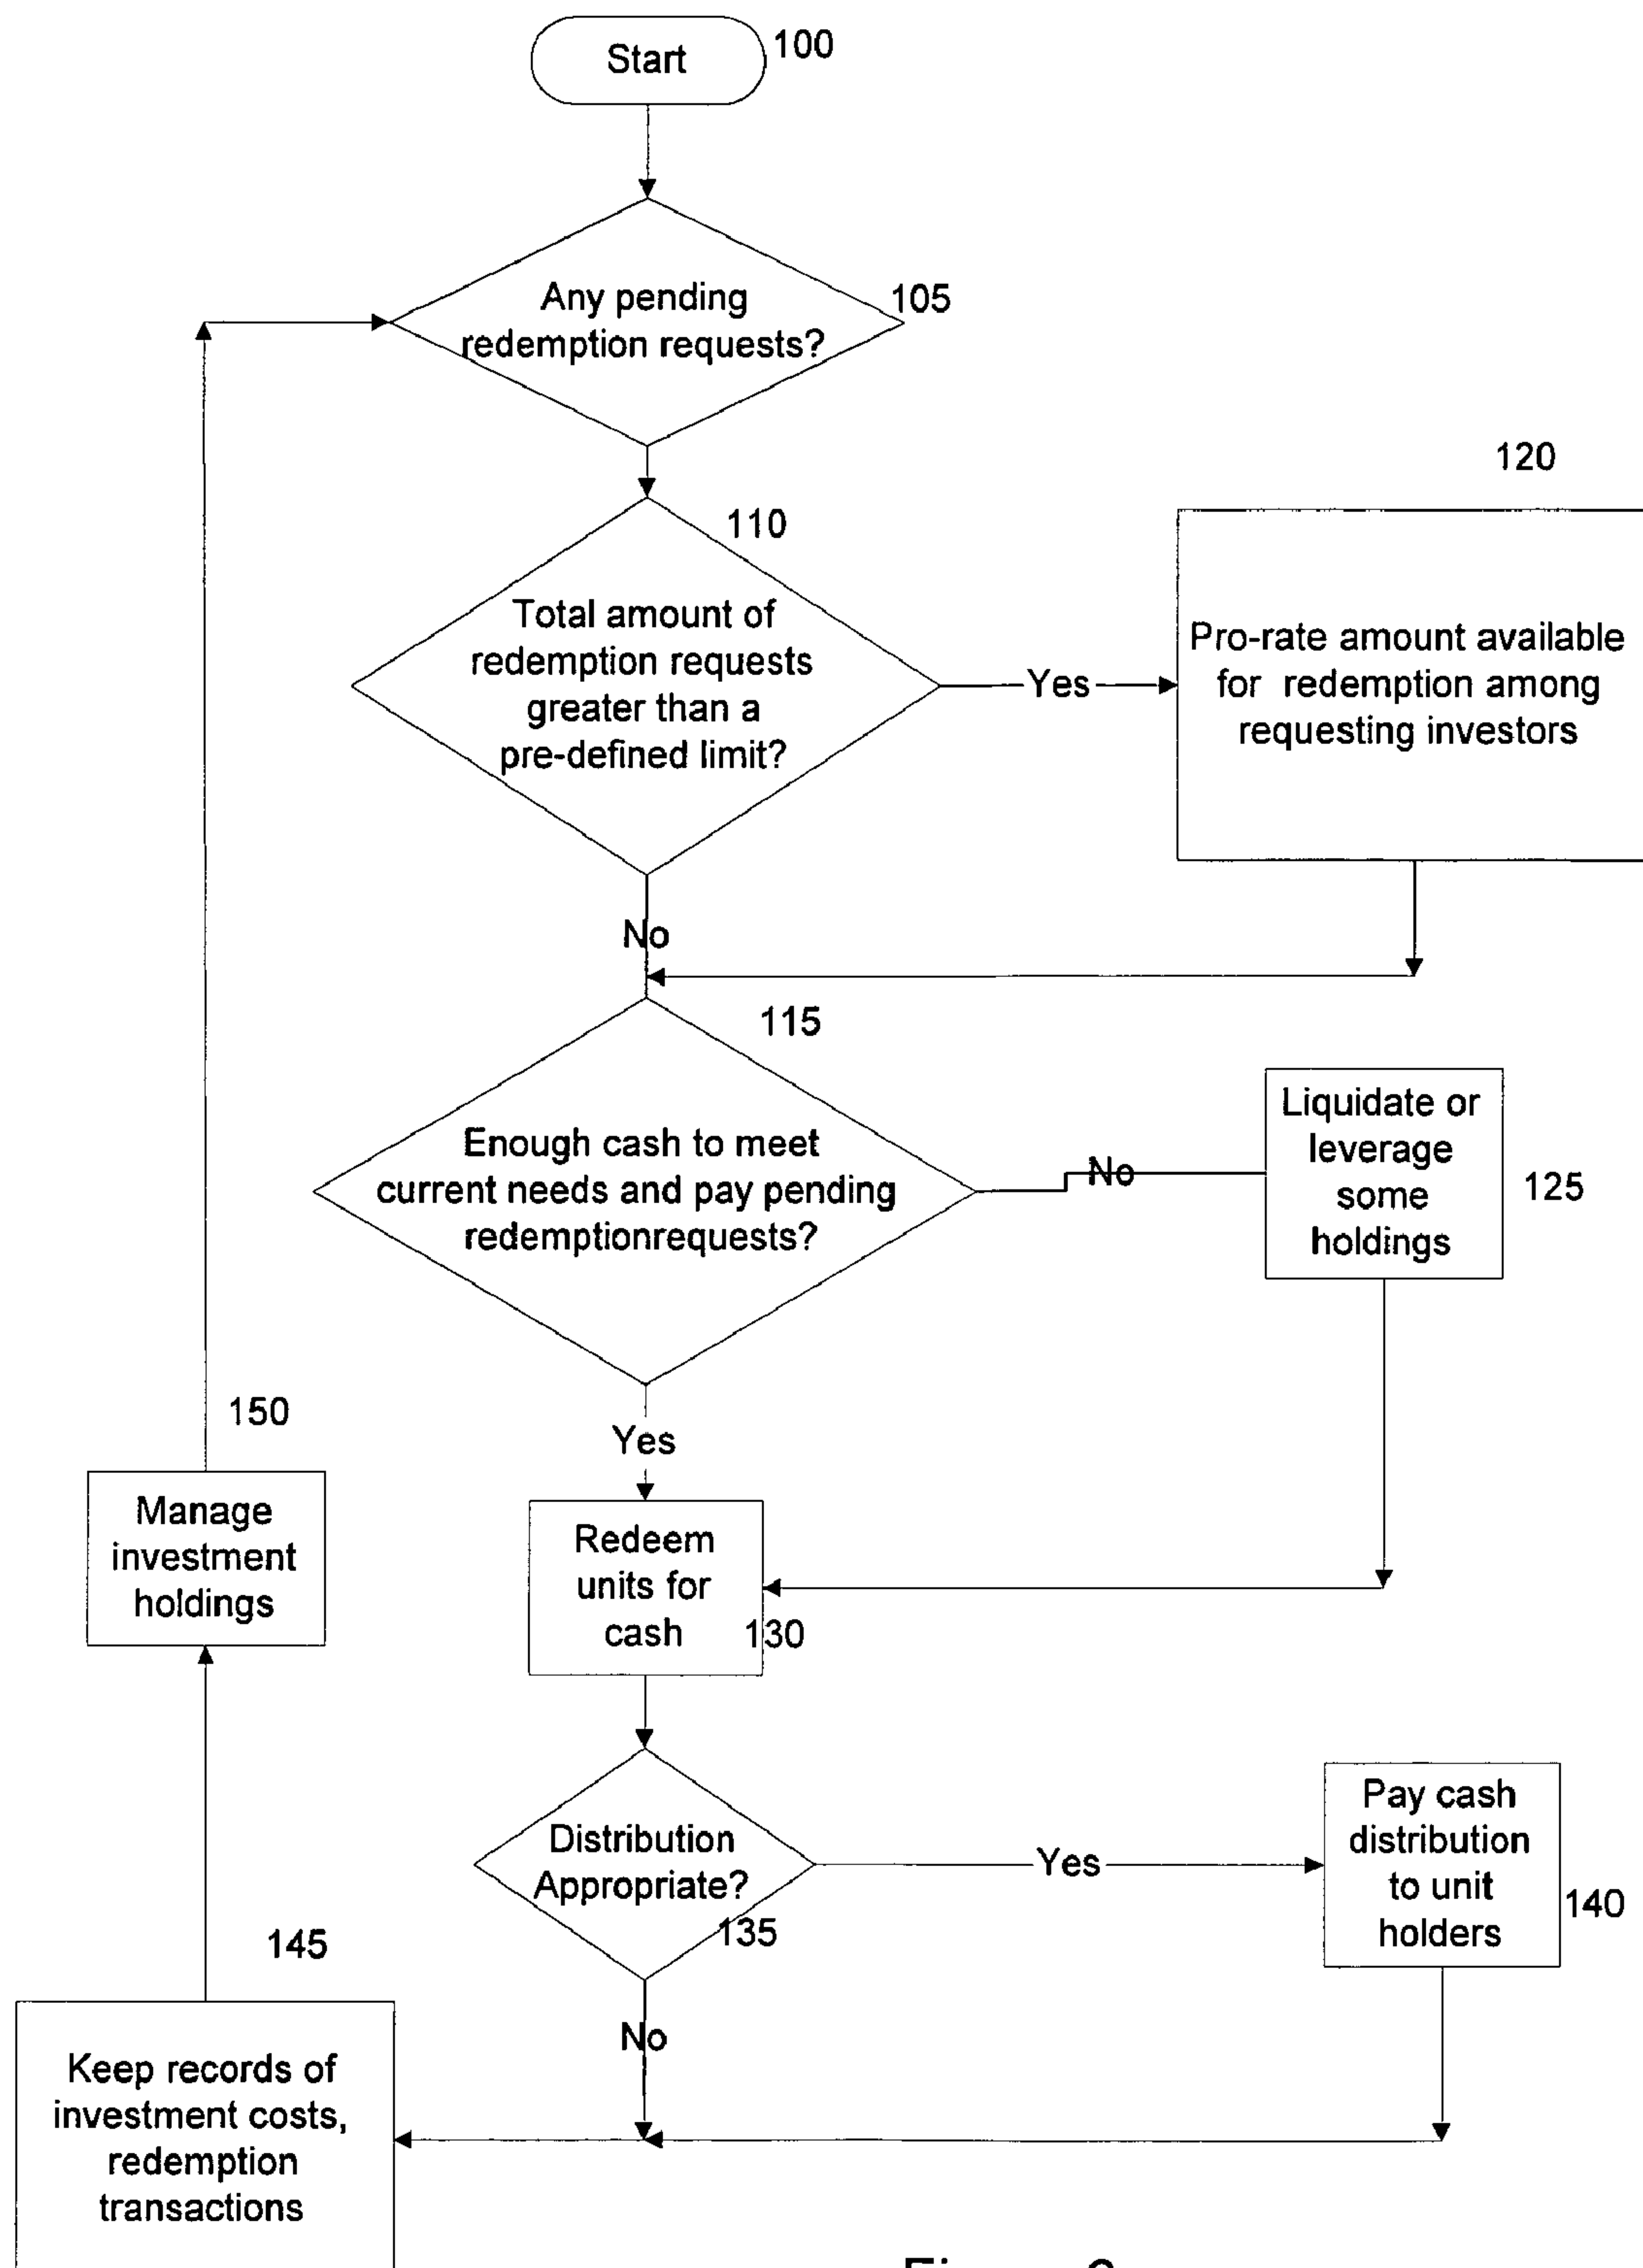 Start
100
Any pending
redemption requests?
105
120
110
Total amount of
redemption requests
greater than a
pre-defined limit?
Yes
Pro-rate amount available
for redemption among
requesting investors
No
115
Enough cash to meet
current needs and pay pending
redemptionrequests?
No
Liquidate or
leverage
some
holdings
125
150
Yes
Manage
investment
holdings
Redeem
units for
cash
130
Distribution
Appropriate?
135
Yes
Pay cash
distribution
to unit
holders
140
145
No
Keep records of
investment costs,
redemption
transactions